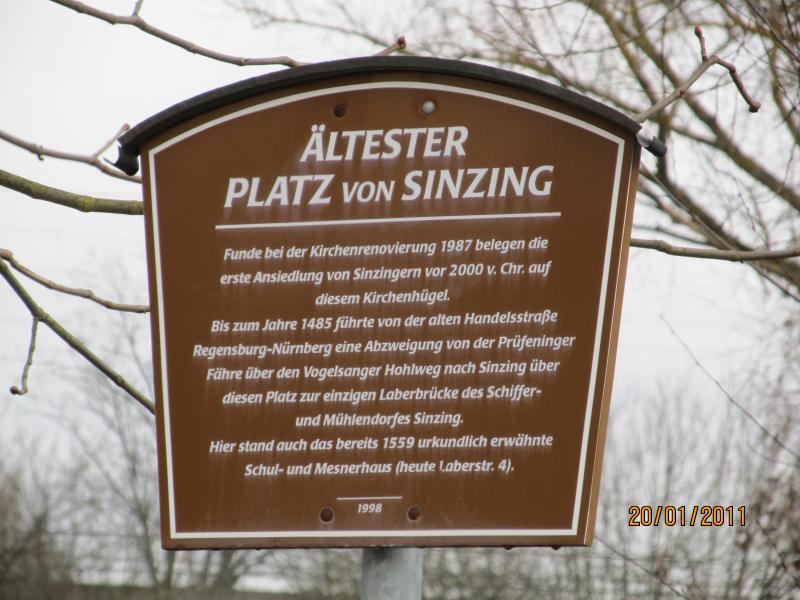 ÄLTESTER
PLATZ VON SINZING
Funde bei der Kirchenrenovierung 1987 belegen die
erste Ansiedlung von Sinzingern vor 2000 v. Chr. auf
diesem Kirchenhügel.
Bis zum Jahre 1485 führte von der alten Handelsstraße
Regensburg-Nürnberg eine Abzweigung von der Prüfeninger
Fähre über den Vogelsanger Hohlweg nach Sinzing über
diesen Platz zur einzigen Laberbrücke des Schiffer-
und Mühlendorfes Sinzing.
Hier stand auch das bereits 1559 urkundlich erwähnte
Schul- und Mesnerhaus (heute Laberstr. 4).
1998
20/01/2011